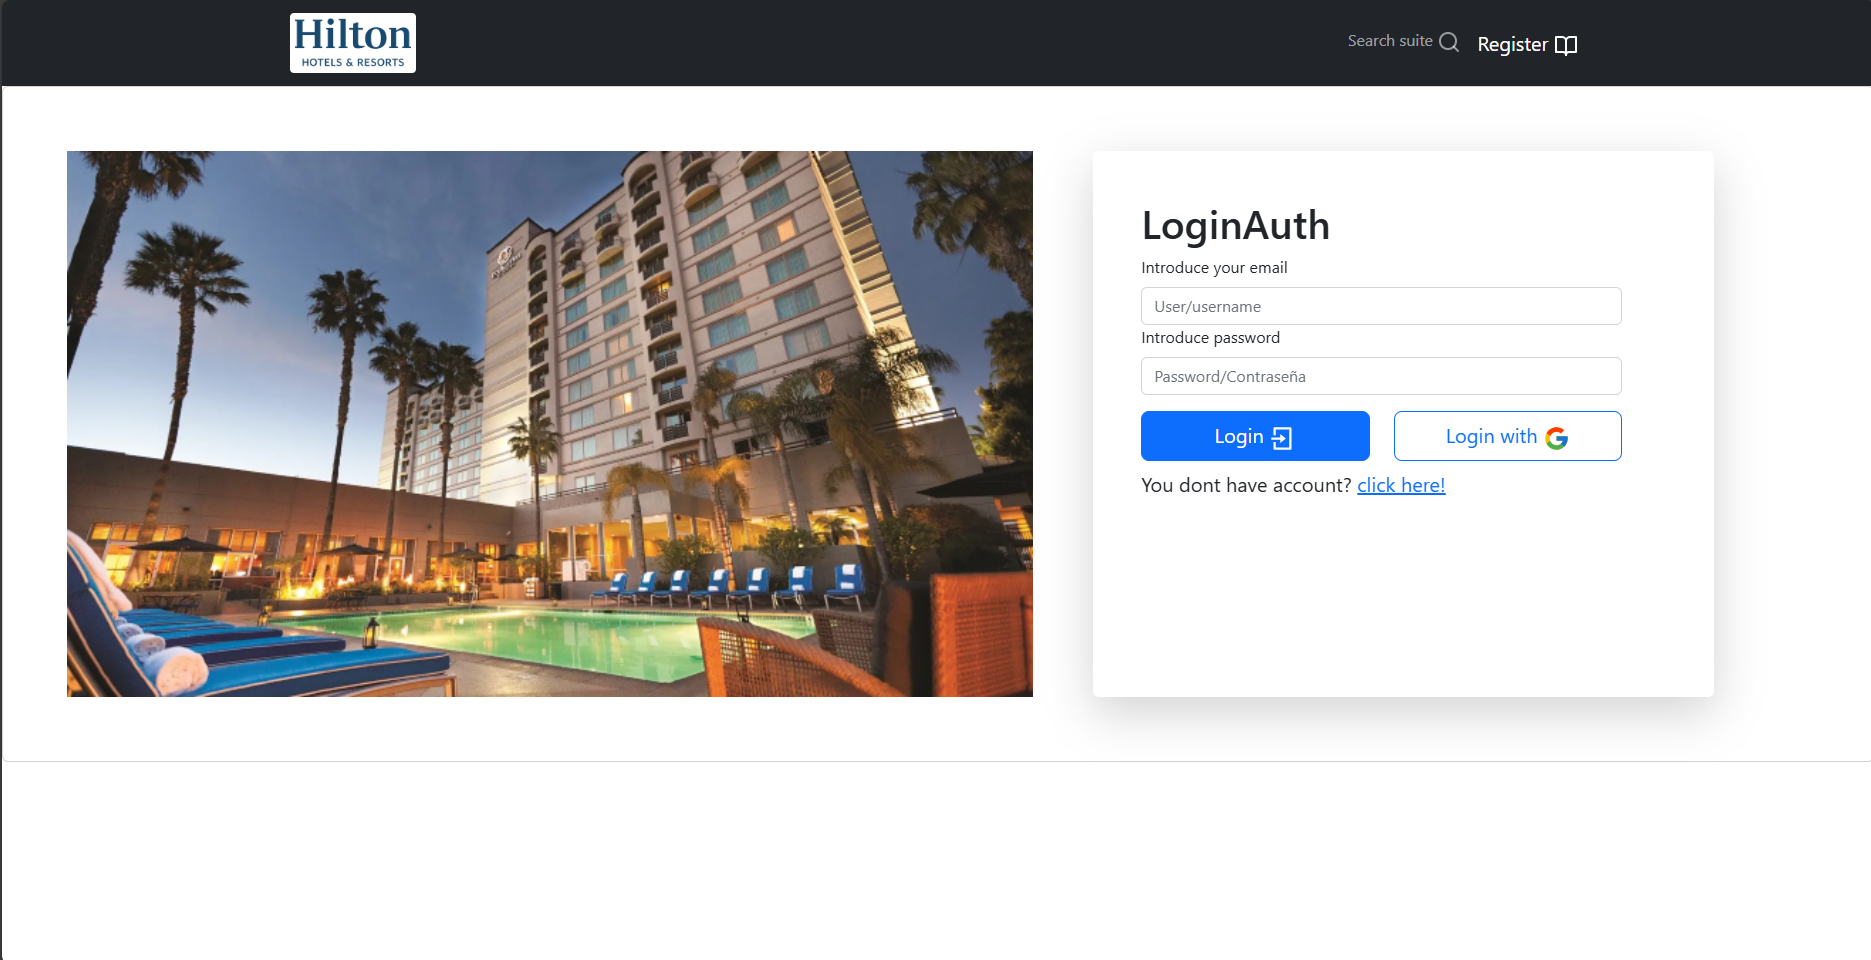 Hilton
HOTELS & RESORTS
Search suite
Register
LoginAuth
Introduce your email
User/username
Introduce password
Password/Contraseña
Login
Login with
You dont have account? click here!